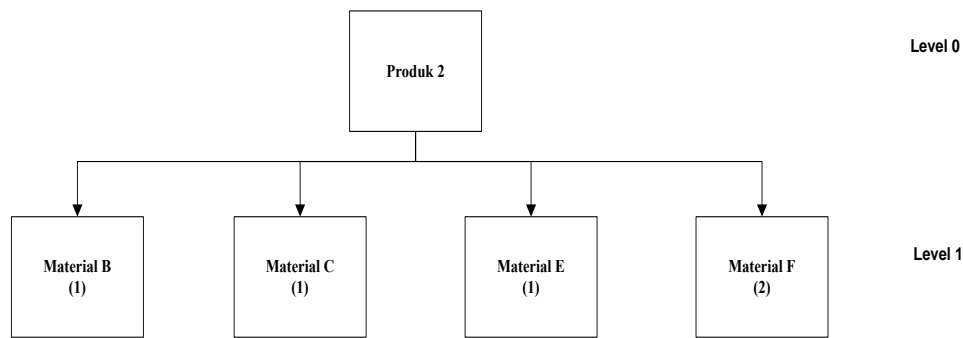 Level 0
Produk 2
Material B
(1)
Material C
(1)
Material E
(1)
Material F
(2)
Level 1